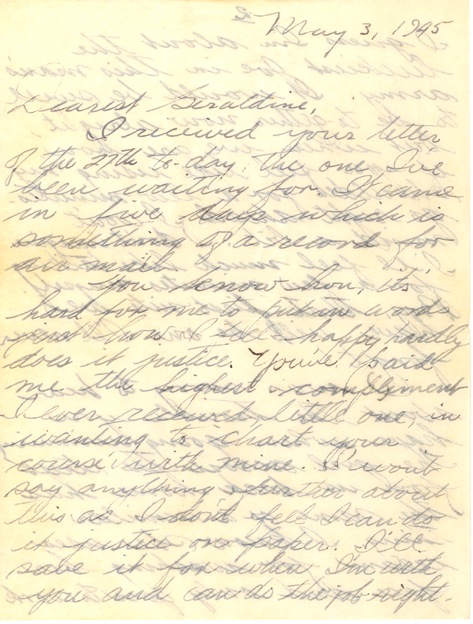 May 3, 1945
Dearest Geraldine,
I received your letter
of the 27th to-day, the one I've
been waiting for. It came
in five days which is
something of a record for
air mail.
You know hon, it's
hard for me to put in words
just how I feel, happy hardly
does it justice. You've paid
me the highest compliment
I ever received little one, in
wanting to "chart your
course" with mine. I won't
say anything further about
this as I don't feel I can do
it justice on paper. I'll
save it for when I'm with
you and can do the job right.